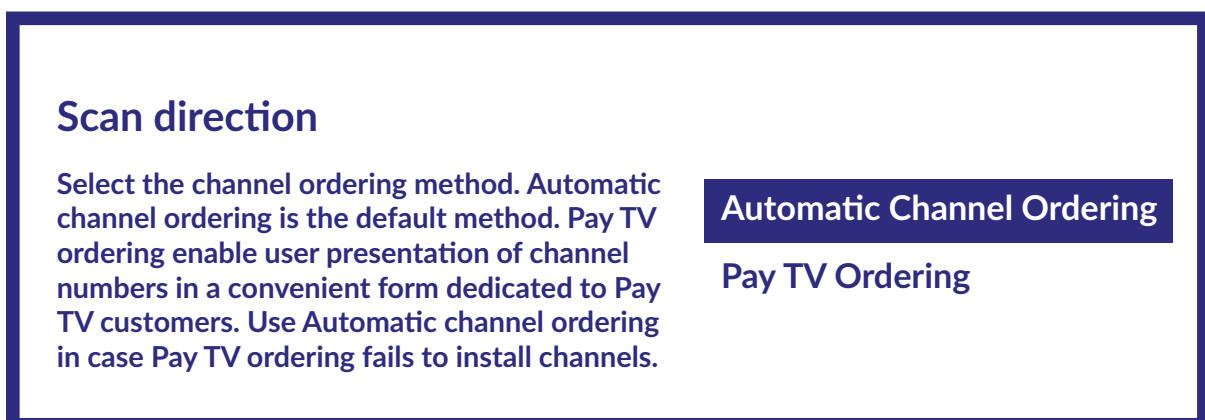 Scan direction
Select the channel ordering method. Automatic
channel ordering is the default method. Pay TV
ordering enable user presentation of channel
numbers in a convenient form dedicated to Pay
TV customers. Use Automatic channel ordering
in case Pay TV ordering fails to install channels.
Automatic Channel Ordering
Pay TV Ordering